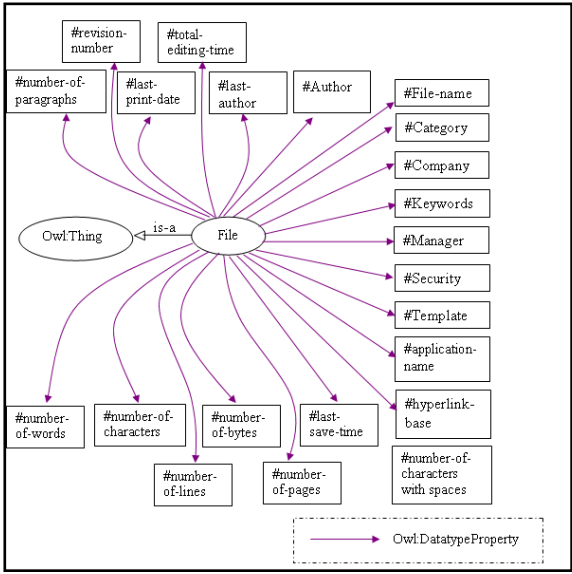 #revision-
number
#total-
editing-time
#number-of-
paragraphs
#last-
print-date
#last-
author
#Author
#File-name
#Category
#Company
#Keywords
#Manager
#Security
#Template
#application-
name
#hyperlink-
base
#number-of-
characters
with spaces
Owl:Thing
is-a
File
#number-
of-words
#number-of-
characters
#number-
of-bytes
#last-
save-time
#number-
of-lines
#number-
of-pages
Owl:DatatypeProperty